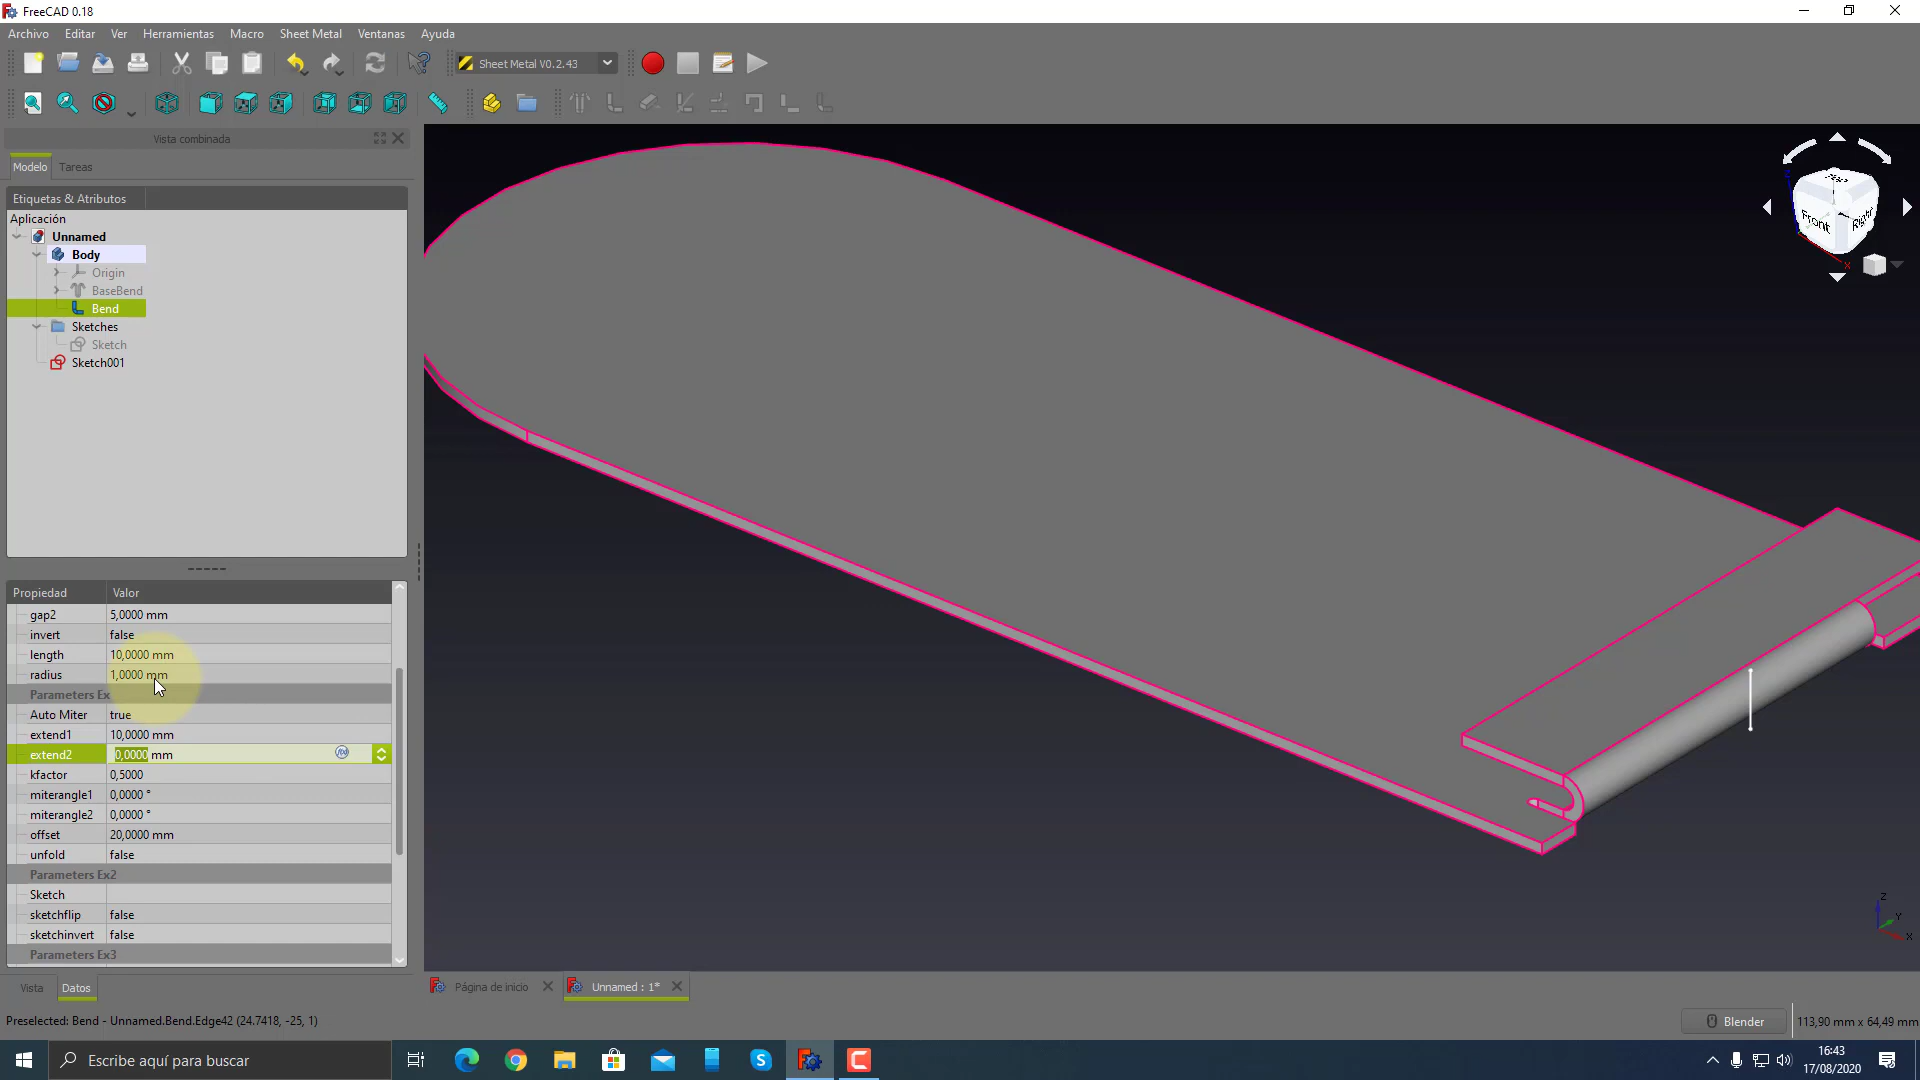 FreeCAD 0.18
Archivo Editar Ver Herramientas Macro Sheet Metal Ventanas Ayuda
Sheet Metal V0.2.43
Vista combinada
Modelo Tareas
Etiquetas & Atributos
Aplicación
Unnamed
Body
Origin
BaseBend
Bend
Sketches
Sketch
Sketch001
Propiedad Valor
gap2 5,0000 mm
invert false
length 10,0000 mm
radius 1,0000 mm
Parameters Ex
Auto Miter true
extend1 10,0000 mm
extend2 0,0000 mm
kfactor 0,5000
miterangle1 0,0000 °
miterangle2 0,0000 °
offset 20,0000 mm
unfold false
Parameters Ex2
Sketch
sketchflip false
sketchinvert false
Parameters Ex3
Vista Datos
Top
Front Right
Z
X
Z
Y
X
Página de inicio Unnamed : 1*
Preselected: Bend - Unnamed.Bend.Edge42 (24.7418, -25, 1)
Blender 113,90 mm x 64,49 mm
Escribe aquí para buscar
16:43
17/08/2020